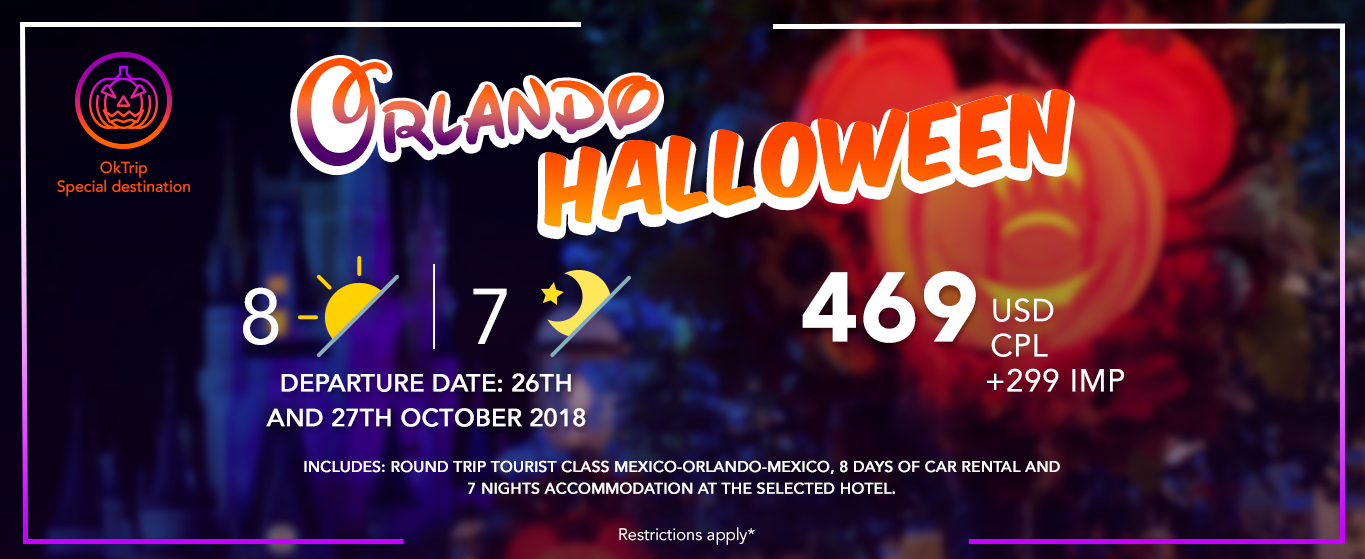 OkTrip
Special destination
ORLANDO
HALLOWEEN
8
7
DEPARTURE DATE: 26TH
AND 27TH OCTOBER 2018
469
USD
CPL
+299 IMP
INCLUDES: ROUND TRIP TOURIST CLASS MEXICO-ORLANDO-MEXICO, 8 DAYS OF CAR RENTAL AND
7 NIGHTS ACCOMMODATION AT THE SELECTED HOTEL.
Restrictions apply*